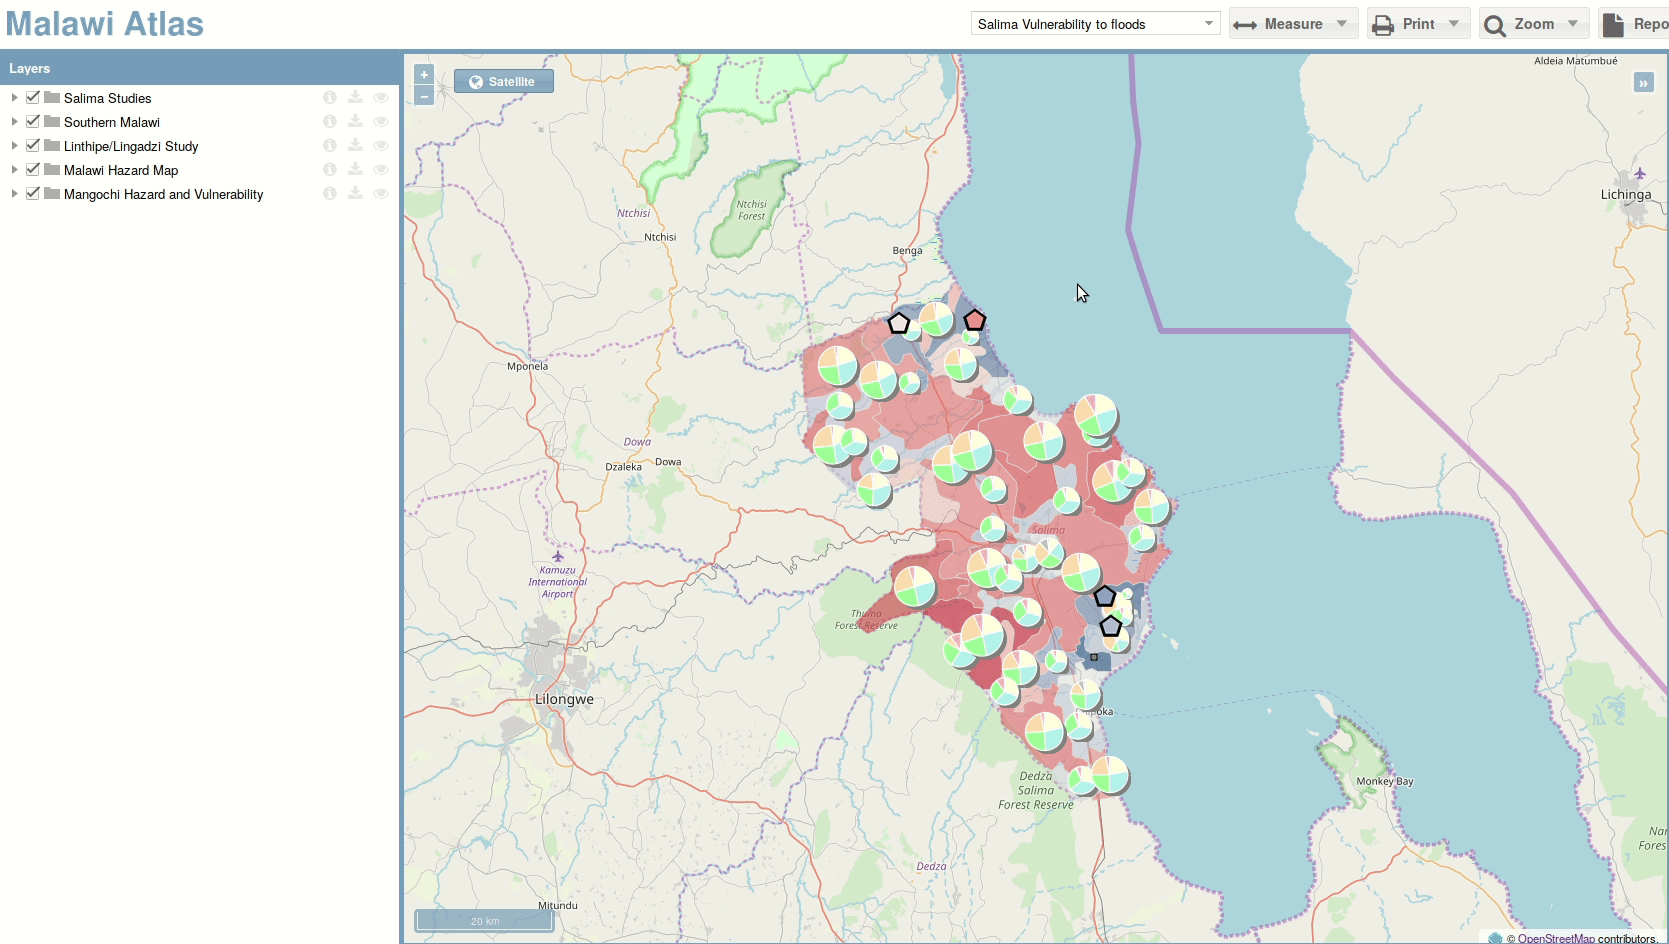 Malawi Atlas
Salima Vulnerability to floods
Measure
Print
Zoom
Repo
Layers
Salima Studies
Southern Malawi
Linthipe/Lingadzi Study
Malawi Hazard Map
Mangochi Hazard and Vulnerability
+
−
Satellite
»
Aldeia Matumbué
Lichinga
Ntchisi
Forest
Ntchisi
Ntchisi
Benga
Mponela
Dowa
Dzaleka
Dowa
Salima
Kamuzu
International
Airport
Thuma
Forest Reserve
Lilongwe
oka
Dedza
Salima
Forest Reserve
Monkey Bay
Nam
Fores
Dedza
Mitundu
20 km
© OpenStreetMap contributors.